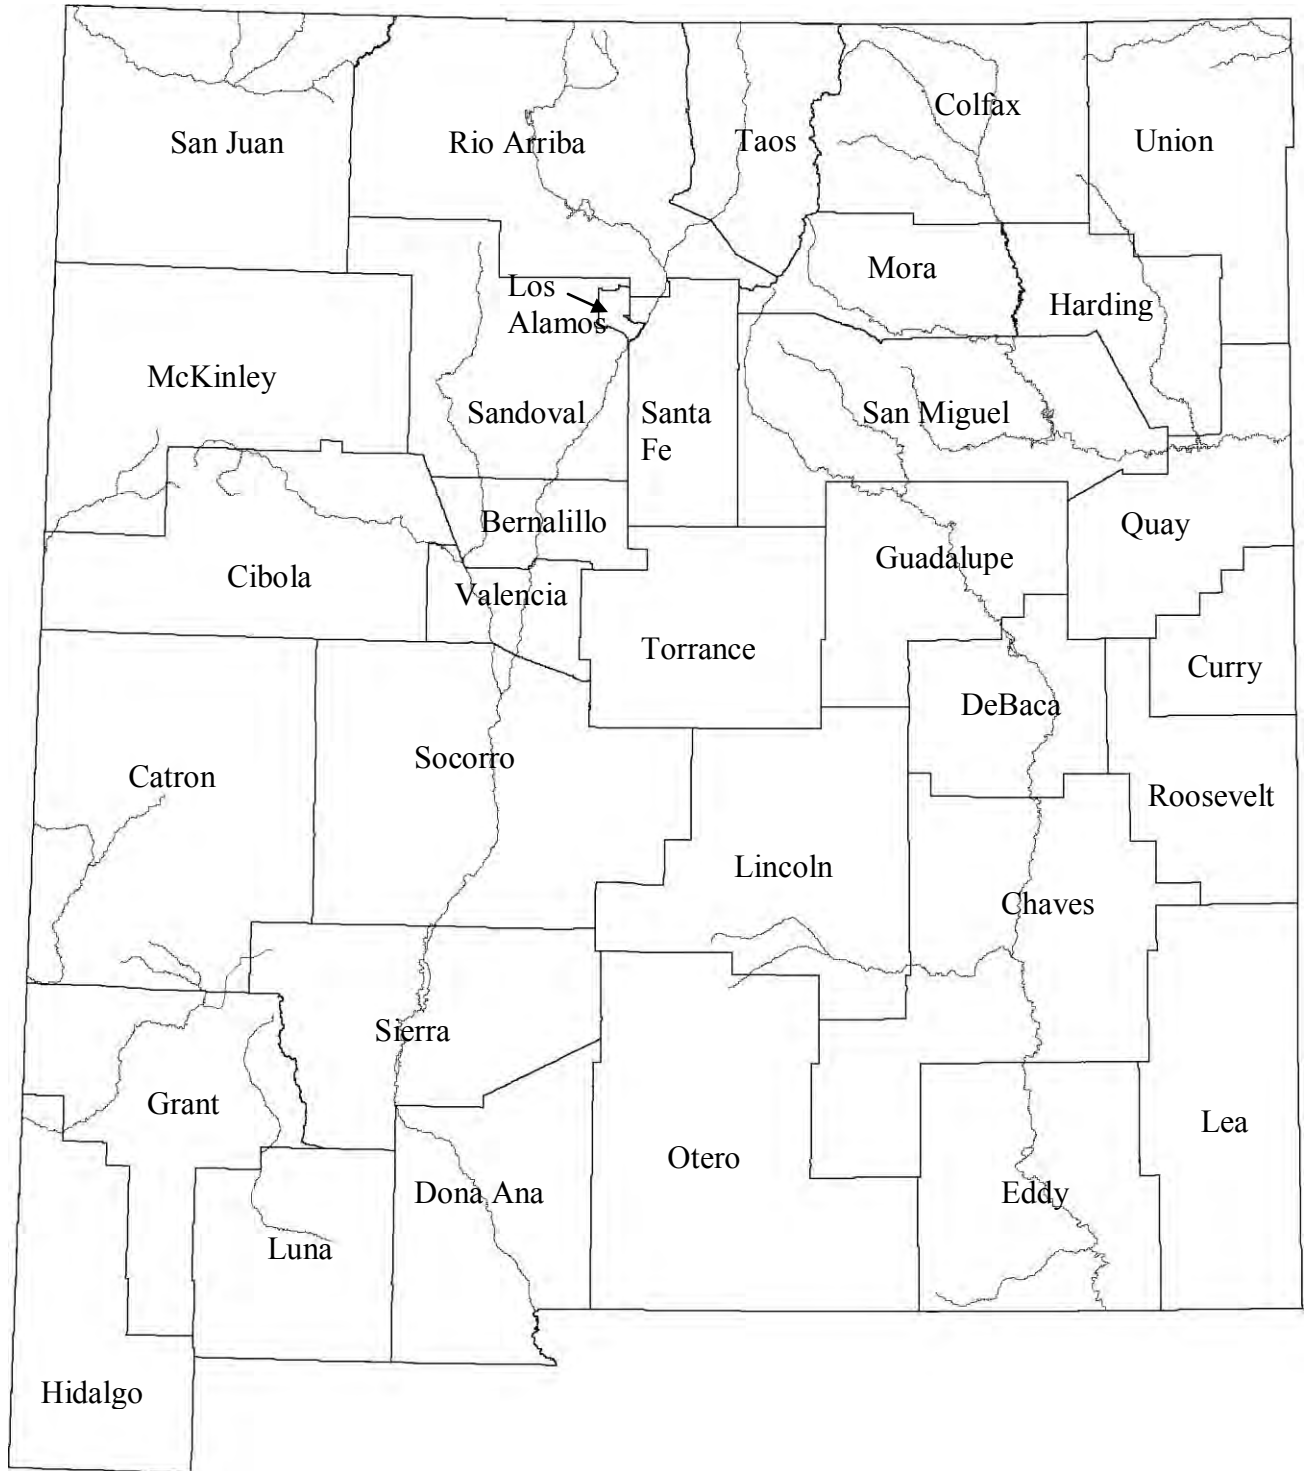 Colfax
San Juan
Rio Arriba
Taos
Union
Mora
Los
Alamos
Harding
McKinley
Sandoval
Santa
Fe
San Miguel
Bernalillo
Quay
Guadalupe
Cibola
Valencia
Torrance
Curry
DeBaca
Socorro
Catron
Roosevelt
Lincoln
Chaves
Sierra
Grant
Lea
Otero
Dona Ana
Eddy
Luna
Hidalgo